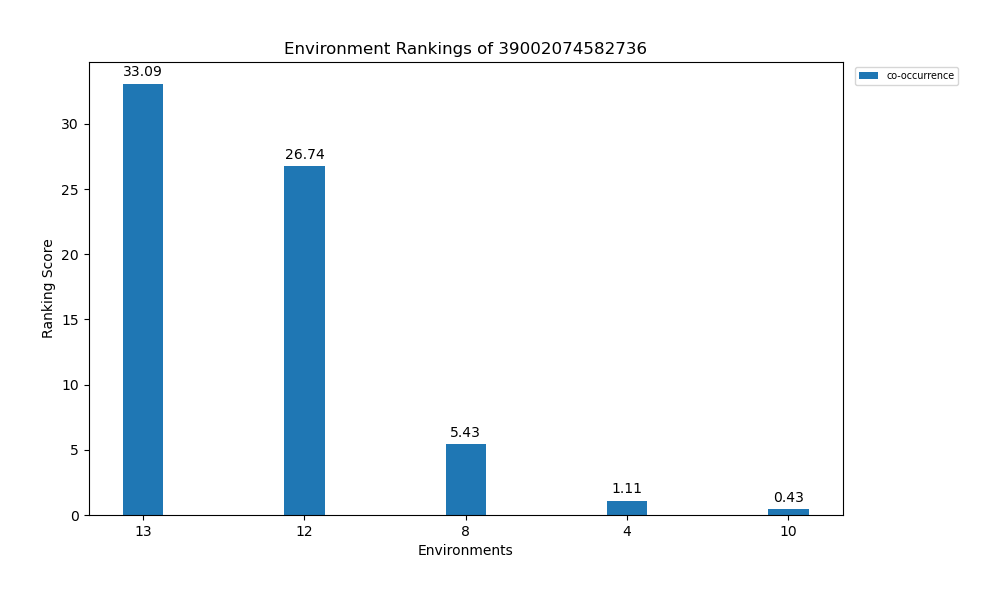 Environment Rankings of 39002074582736
co-occurrence
33.09
26.74
5.43
1.11
0.43
Ranking Score
30
25
20
15
10
5
0
13 12 8 4 10
Environments